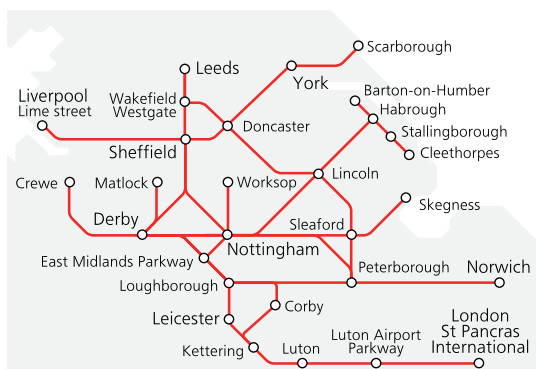 Scarborough
Leeds
York
Liverpool
Lime street
Wakefield
Westgate
Barton-on-Humber
Habrough
Doncaster
Stallingborough
Sheffield
Cleethorpes
Lincoln
Crewe
Matlock
Worksop
Skegness
Derby
Sleaford
Nottingham
East Midlands Parkway
Peterborough
Norwich
Loughborough
Corby
Leicester
London
St Pancras
International
Luton Airport
Parkway
Kettering
Luton